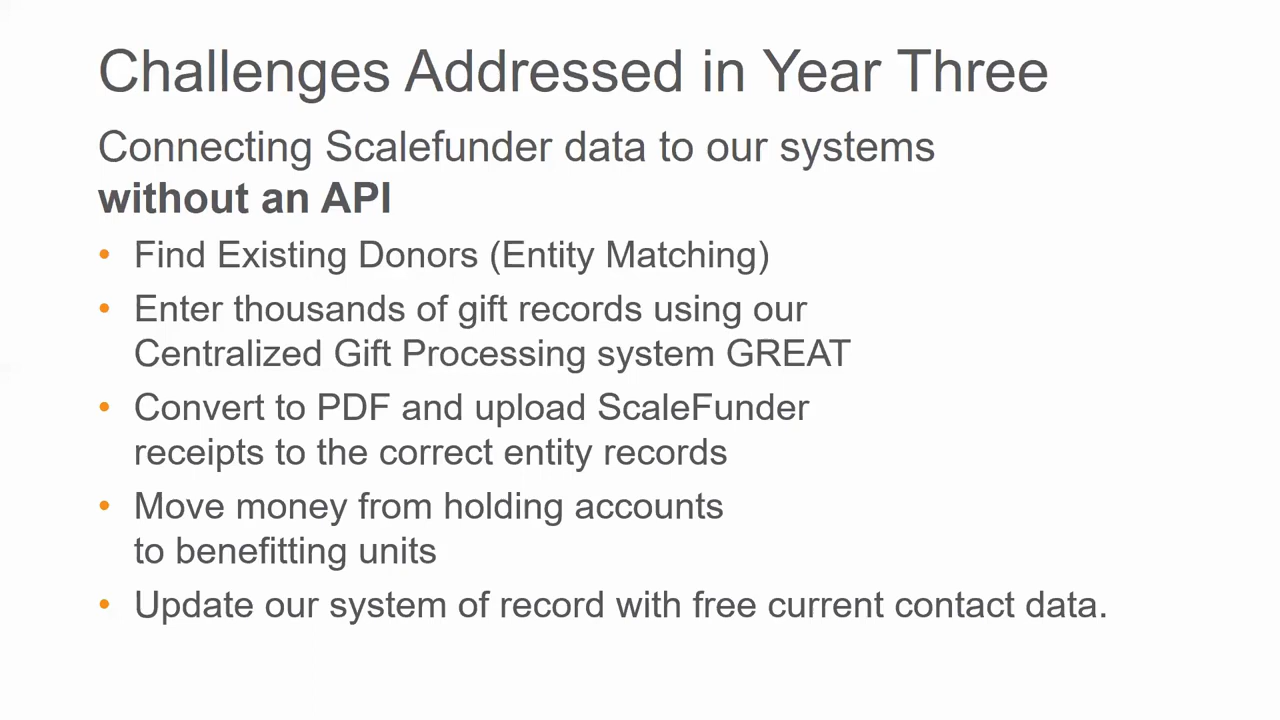 Challenges Addressed in Year Three
Connecting Scalefunder data to our systems
without an API
• Find Existing Donors (Entity Matching)
• Enter thousands of gift records using our
Centralized Gift Processing system GREAT
• Convert to PDF and upload ScaleFunder
receipts to the correct entity records
• Move money from holding accounts
to benefitting units
• Update our system of record with free current contact data.